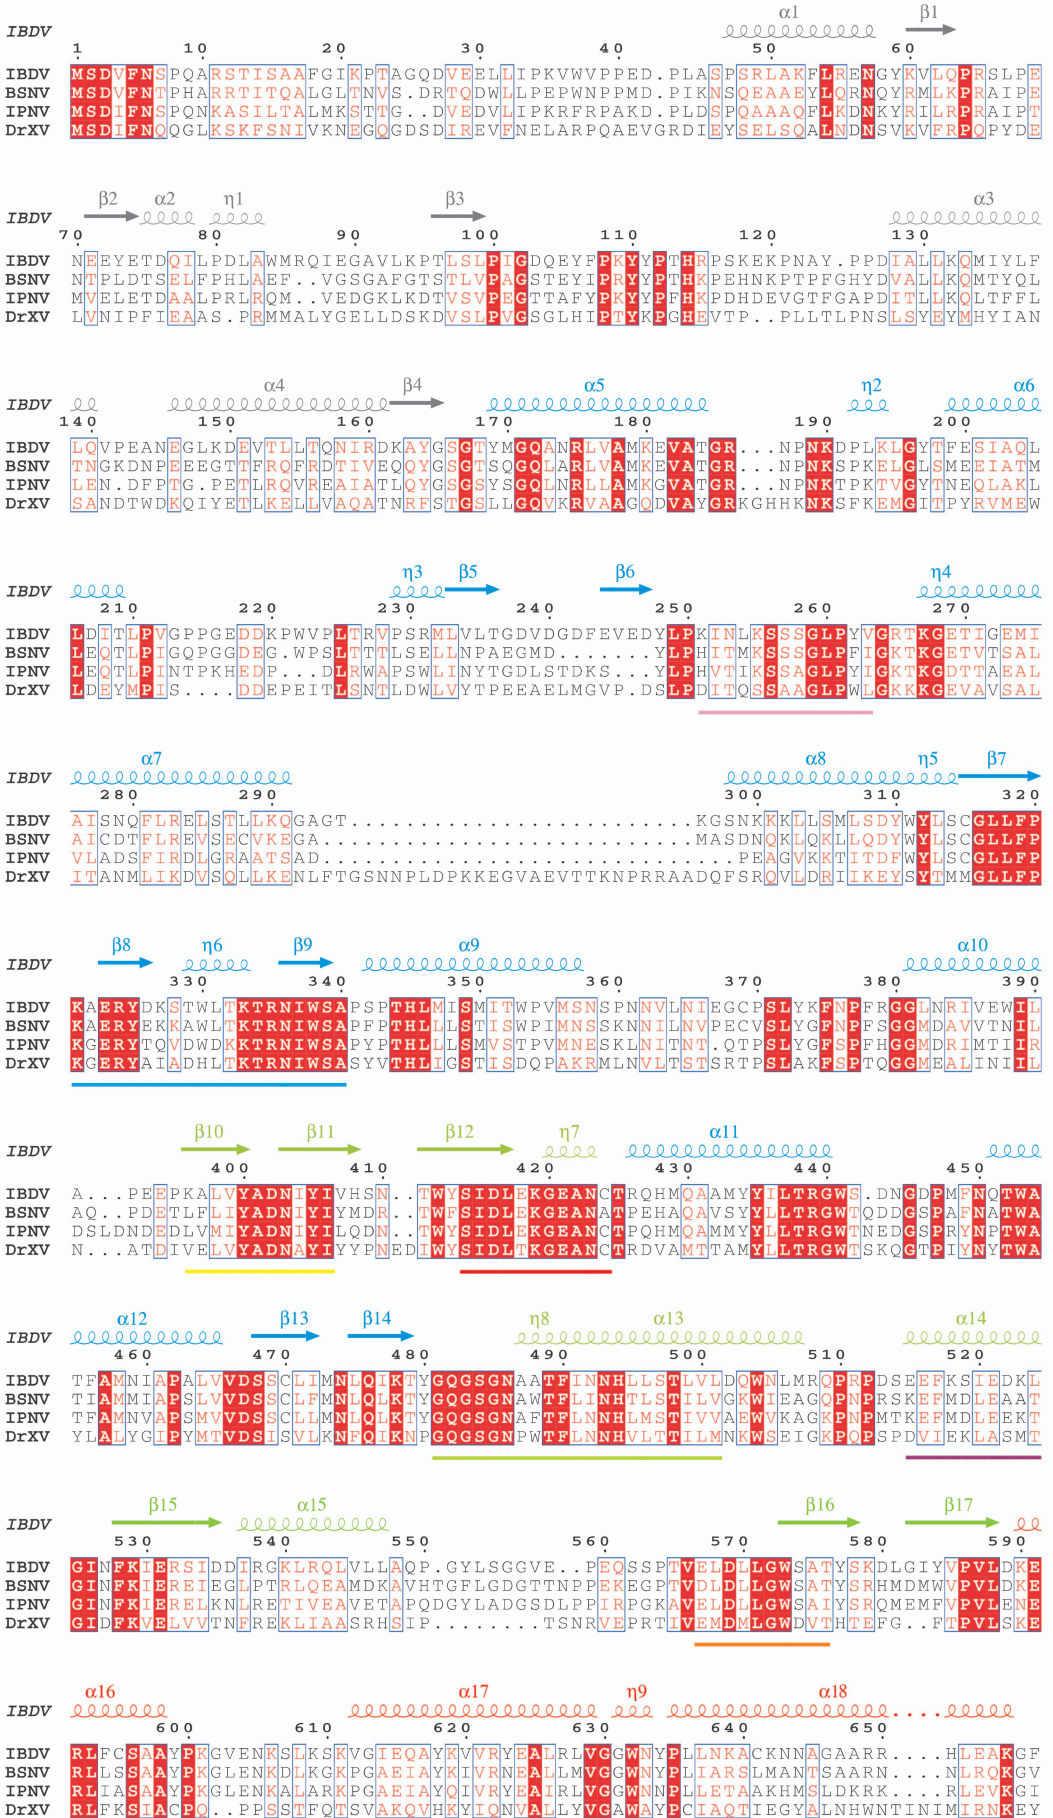 IBDV α1 β1
1 10 20 30 40 50 60
IBDV MSDVFNSPQARSTISAAFGIKPTAGQDVEELLIPKVWVPPED.PLASPSRLAKFLRENGYKVLQPRSLPE
BSNV MSDVFNTPHARRTITQALGLTNVS.DRTQDWLLPEPWNPPMD.PIKNSQEAAEYLQRNQYRMLKPRAIPE
IPNV MSDIFNSPQNKASILTALMKSTTG..DVEDVLIPKRFRPAKD.PLDSPQAAAQFLKDNKYRILRPRAIPT
DrXV MSDIFNQQGLKSKFSNIVKNEGQGDSDIREVFNELARFPQAEVGRDIEYSELSQALNDNSVKVFRPQPYDE
IBDV β2 α2 η1 β3 α3
70 80 90 100 110 120 130
IBDV NEEYETDQILPDLAWMRQIEGAVLKPTLSLPIGDQEYFPKYYPTHRPSKEKPNAY.PPDIALLKQMIYLF
BSNV NTPLDTSELFPHLAEF..VGSGAFGTSTLVPAGSTEYIPRYYPTHKPEHNKPTPFGHYDVALLKQMTYQL
IPNV MVELETDAALPRLRQM..VEDGKLKDTVSVPEGTTAFYPKYYPFHKPDHDEVGTFGAPDITLLKQLTFFL
DrXV LVNIPFIEAAS.PRMMALYGELLDSKDVSLPVGSGLHIPTYKPGHEVTP..PLLTLPNSLSYEYMHYIAN
IBDV α4 β4 α5 η2 α6
140 150 160 170 180 190 200
IBDV LQVPEANEGLKDEVTLLTQNIRDKAYGSGTYMGQANRLVAMKEVATGR...NPNKDPLKLGYTFESIAQL
BSNV TNGKDNPEEEGTTFRQFRDTIVEQQYGSGTSQGQLARLVAMKEVATGR...NPNKSPKELGLSMEEIATM
IPNV LEN.DFPTG.PETLRQVREAIATLQYGSGSYSGQLNRLLAMKGVATGR...NPNKTPKTVGYTNEQLAKL
DrXV SANDTWDKQIYETLKELLVAQATNRFSTGSLLGQVKRVAAGQDVAYGRKGHHKNKSFKEMGITPYRVMEW
IBDV η3 β5 β6 η4
210 220 230 240 250 260 270
IBDV LDITLPVGPPGEDDKPWVPLTRVPSRMLVLTGDVDGDFEVEDYLPKINLKSSSGLPYVGRTKGETIGEMI
BSNV LEQTLPIGQPGGDEG.WPSLTTTLSELLNPAEGMD.......YLPHITMKSSSGLPFIGKTKGETVTSAL
IPNV LEQTLPINTPKHEDP....DLRWAPSWLINYTGDLSTDKS....YLPHVTIKSSAGLPYIGKTKGDTTAEAL
DrXV LDEYMPIS....DDEPEITLSNTLDWLVYTPEEAELMGVP.DSLPDITQSSAAGLPWLGKKKGEVAVSAL
IBDV α7 α8 η5 β7
280 290 300 310 320
IBDV AISNQFLRELSTLLKQGAGT.........................KGSNKKKLLSMLSDYWYLSCGLLFP
BSNV AICDTFLREVSECVKEGA...........................MASDNQKLQKLLQDYWYLSCGLLFP
IPNV VLADSFIRDLGRAATSAD..............................PEAGVKKTITDFWYLSCGLLFP
DrXV ITANMLIKDVSQLLKENLFTGSNNPLDPKKEGVAEVTTKNPRRAADQFSRQVLDRIIKEYSYTMMGLLFP
IBDV β8 η6 β9 α9 α10
330 340 350 360 370 380 390
IBDV KAERYDKSTWLTKTRNIWSAPSPTHLMISMITWPVMSNSPNNVLNIEGCPSLYKFNPFRGGLNRIVEWIL
BSNV KAERYEKKAWLTKTRNIWSAPFPTHLLLSTISWPIMNSSKNNILNVPECVSLYGFNPFSGGMDAVVTNIL
IPNV KGERYTQVDWDKKTRNIWSAPYPTHLLLSMVSTPVMNESKLNITNT.QTPSLYGFSPFHGGMDRIMTIIR
DrXV KGERYAIADHLTKTRNIWSASYVTHLIGSTISDQPAKRMLNVLTSTSRTPSLAKFSPTQGGMEALINIIL
IBDV β10 β11 β12 η7 α11
400 410 420 430 440 450
IBDV A...PEEPKALVYADNIYIVHSN..TWYSIDLEKGEANCTRQHMQAAMYYILTRGWS.DNGDPMFNQTWA
BSNV AQ..PDETLFLIYADNIYIYMDR..TWFSIDLEKGEANATPEHAQAVSYYLLTRGWTQDDGSPAFNATWA
IPNV DSLDNDEDLVMIYADNIYILQDN..TWYSIDLEKGEANCTPQHMQAMMYYLLTRGWTNEDGSPRYNPTWA
DrXV N...ATDIVELVYADNAYIYYPNEDIWYSIDLTKGEANCTRDVAMTTAMYLLTRGWTSKQGTPIYNYTWA
IBDV α12 β13 β14 η8 α13 α14
460 470 480 490 500 510 520
IBDV TFAMNIAPALVVDSSCLIMNLQIKTYGQGSGNAATFINNHLLSTLVLDQWNLMRQPRPDSEEFKSIEDKL
BSNV TIAMMVAPSLVVDSSCLFMNLQLKTYGQGSGNAATFLNNHLLSTILVGKWIEAGQPNPRSKEFMDLEAAT
IPNV TFAMNVAPSMVVDSSCLLMNLQLKTYGQGSGNAFTFLNNHLMSTIVVAEWVKAGKPNPMTKEFMDLEEKT
DrXV YLALYGIPYMTVDSISVLKNFQIKNPGQGSGNPWTFLNNHVLTTILMNKWSEIGKPQPSPDVIEKLASMT
IBDV β15 α15 β16 β17
530 540 550 560 570 580 590
IBDV GINFKIERSIDDIRGKLRQLVLLAQP.GYLSGGVE..PEQSSPTVELDLLGWSATYSKDLGIYVPVLDKE
BSNV GINFKIEREIEGLPTRLQEAMDKAVHTGFLGDGTTNPPEKEGPTVDLDLLGWSATYSRHMDMWVPVLDKE
IPNV GINFKIERELKNLRETIVEAVETAPQDGYLADGSDLPPIRPGKAVELDLLGWSAIYSRQMEMFVPVLENE
DrXV GIDFKVELVVTNFREKLIAASRHSIP........TSNRVEPRTIVEMDMLGWDVTHTEFG..FTPVLSKE
IBDV α16 α17 η9 α18
600 610 620 630 640 650
IBDV RLFCSAAYPKGVENKSLKSKVGIEQAYKVVRYEALRLVGGWNYPLLNKACKNNAGAARR....HLEAKGF
BSNV RLLSSAAYPKGLENKDLKGKPGAEIAYKIVRNEALLMVGGWNYPLIARSLMANTSAARN....NLRQKGV
IPNV RLIASAAYPKGLENKALARKPGAEIAYQIVRYEAIRLVGGWNNPLLETAAKHMSLDKRK....RLEVKGI
DrXV RLFKSIACPQ..PPSSTFQTSVAKQVHKYIQNVALLYVGAWAYPCIAQTIEGYALNHWNTINIMIRNKEY